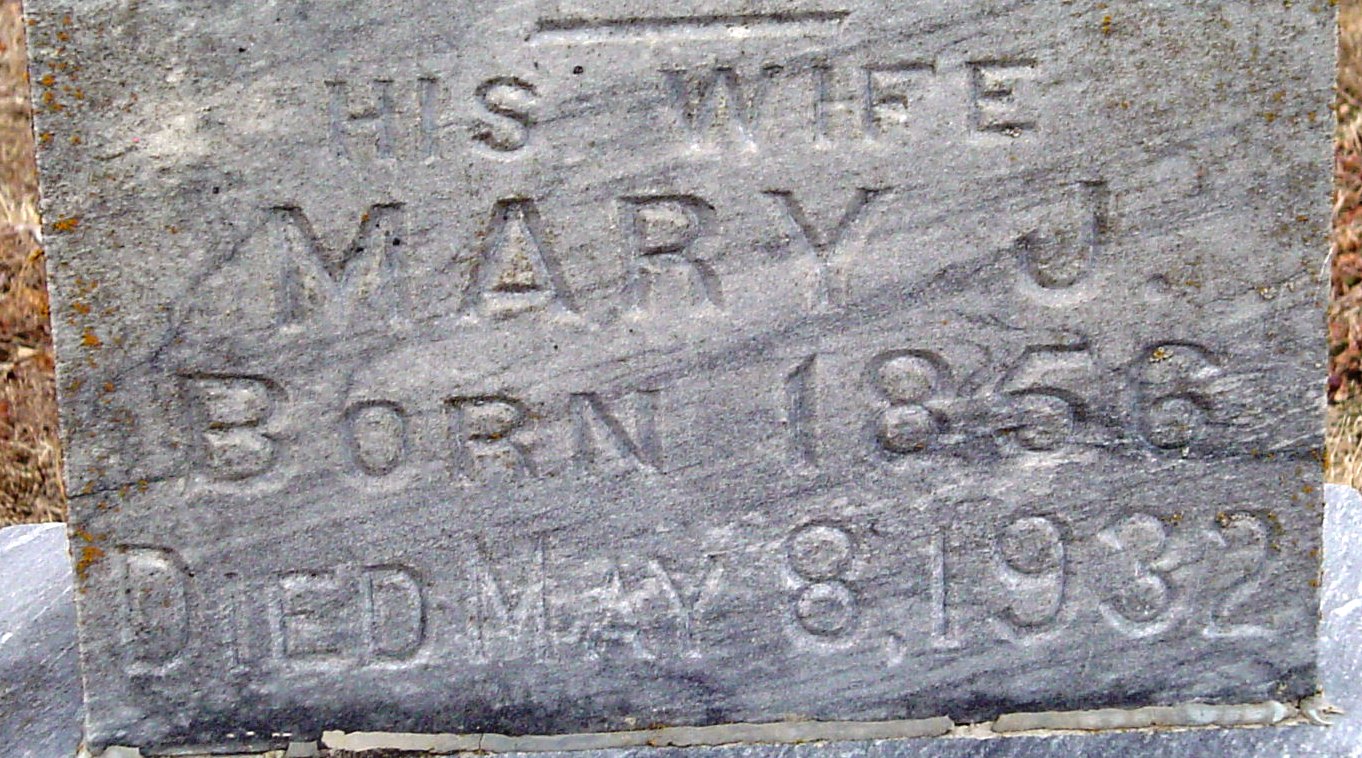 HIS WIFE
MARY J.
BORN 1856
DIED MAY 8, 1932